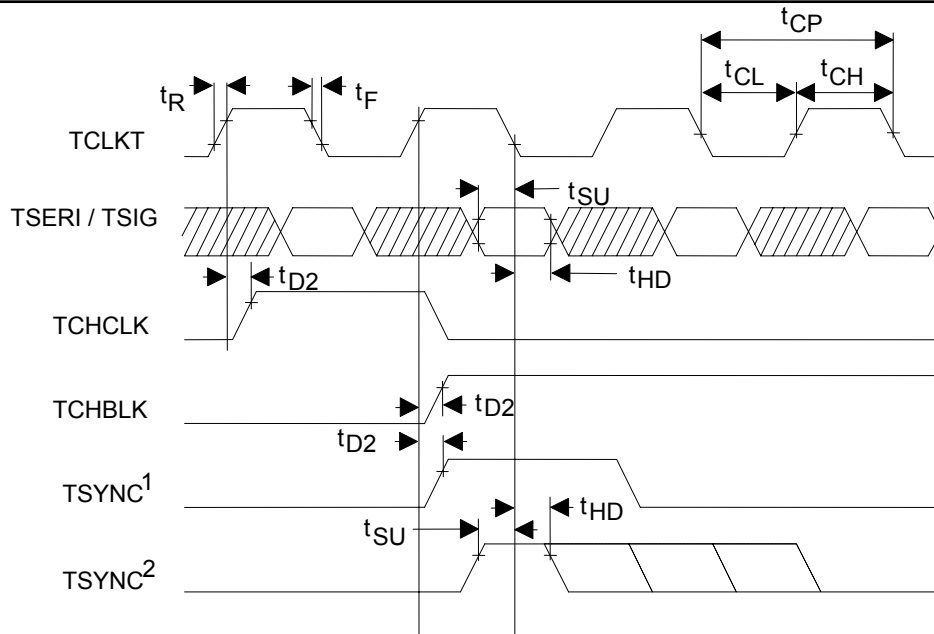 tCP
tCL tCH
tR tF
TCLKT
tSU
TSERI / TSIG
tHD
tD2
TCHCLK
TCHBLK
tD2
tD2
TSYNC1
tHD
tSU
TSYNC2